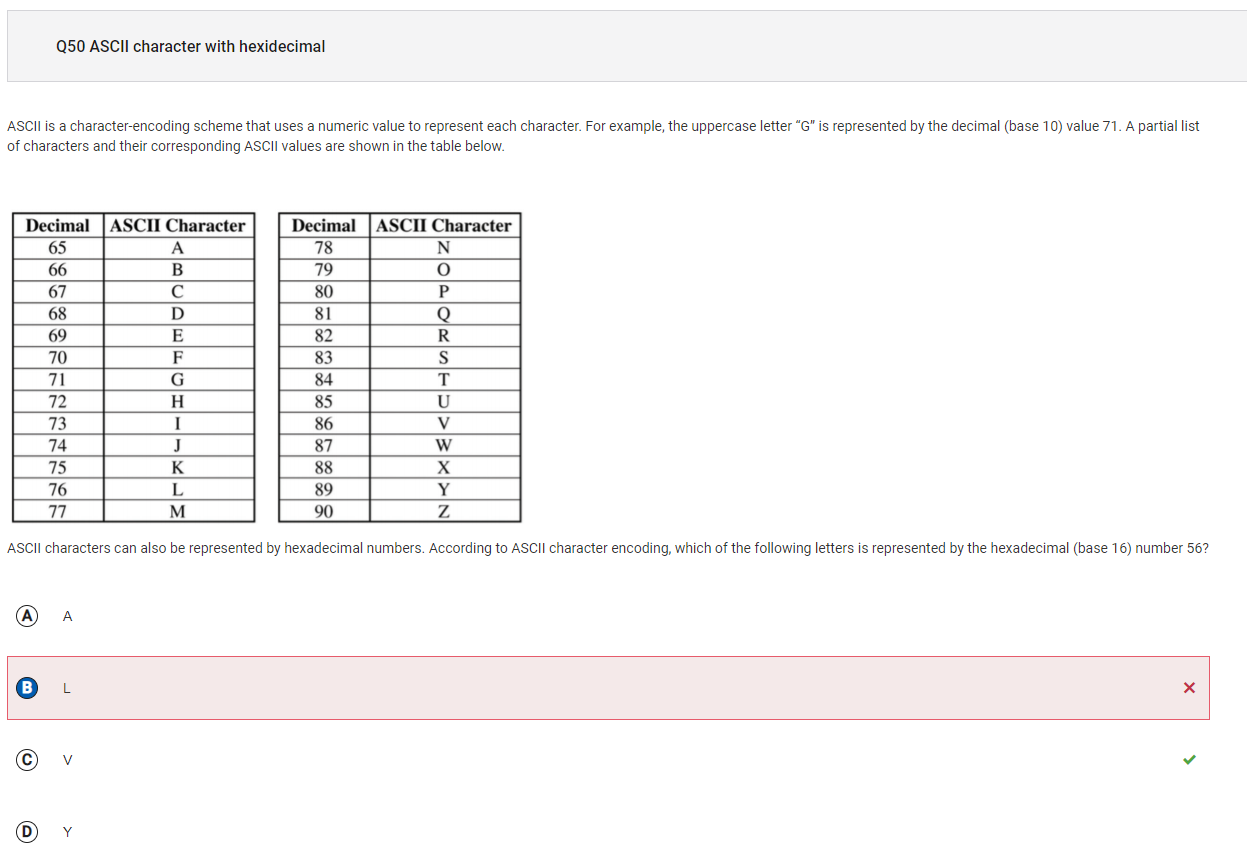 Q50 ASCII character with hexidecimal
ASCII is a character-encoding scheme that uses a numeric value to represent each character. For example, the uppercase letter “G” is represented by the decimal (base 10) value 71. A partial list
of characters and their corresponding ASCII values are shown in the table below.
Decimal ASCII Character Decimal ASCII Character
65 A 78 N
66 B 79 O
67 C 80 P
68 D 81 Q
69 E 82 R
70 F 83 S
71 G 84 T
72 H 85 U
73 I 86 V
74 J 87 W
75 K 88 X
76 L 89 Y
77 M 90 Z
ASCII characters can also be represented by hexadecimal numbers. According to ASCII character encoding, which of the following letters is represented by the hexadecimal (base 16) number 56?
A A
B L
C V
D Y